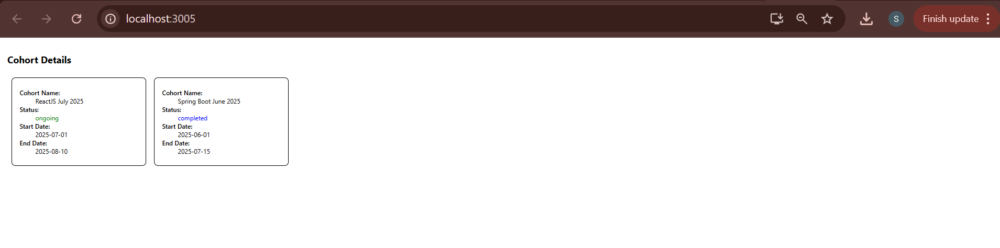 localhost:3005
S
Finish update
Cohort Details
Cohort Name:
ReactJS July 2025
Status:
ongoing
Start Date:
2025-07-01
End Date:
2025-08-10
Cohort Name:
Spring Boot June 2025
Status:
completed
Start Date:
2025-06-01
End Date:
2025-07-15